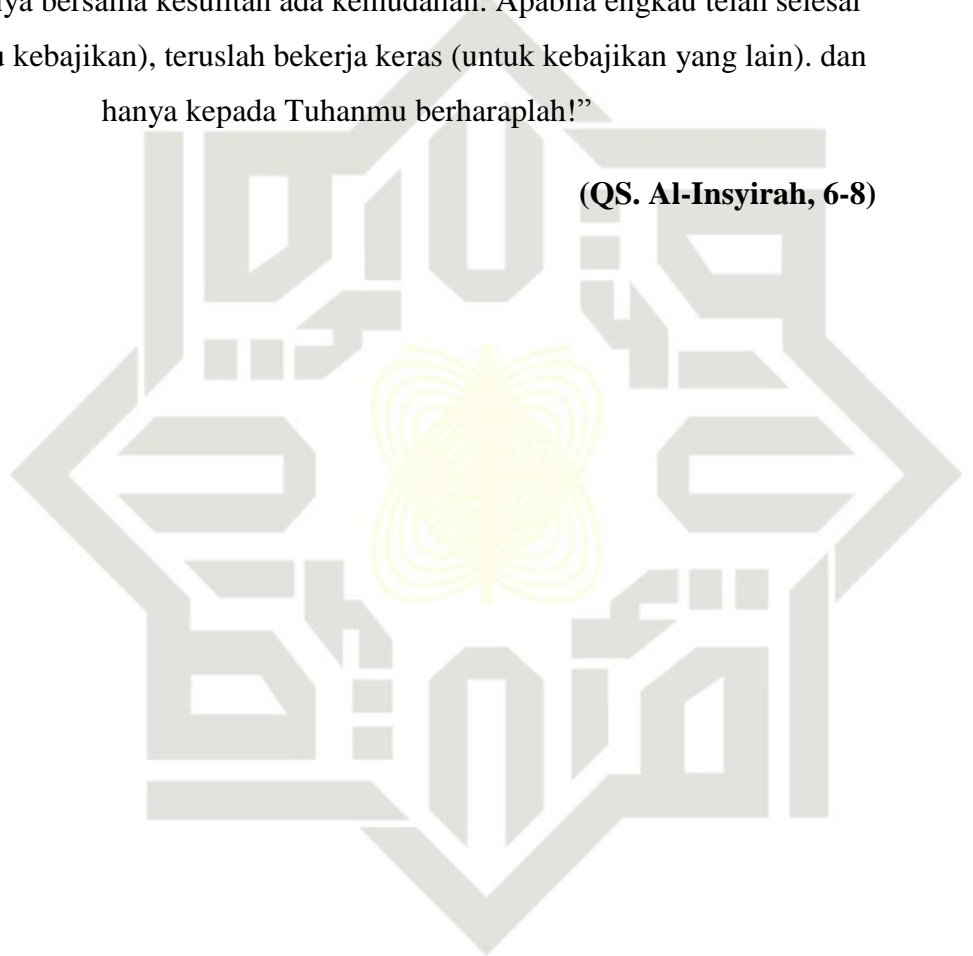 ya bersama kesulitan ada kemudahan. Apabila engkau telah selesai
kebajikan), teruslah bekerja keras (untuk kebajikan yang lain). dan
hanya kepada Tuhanmu berharaplah!”
(QS. Al-Insyirah, 6-8)